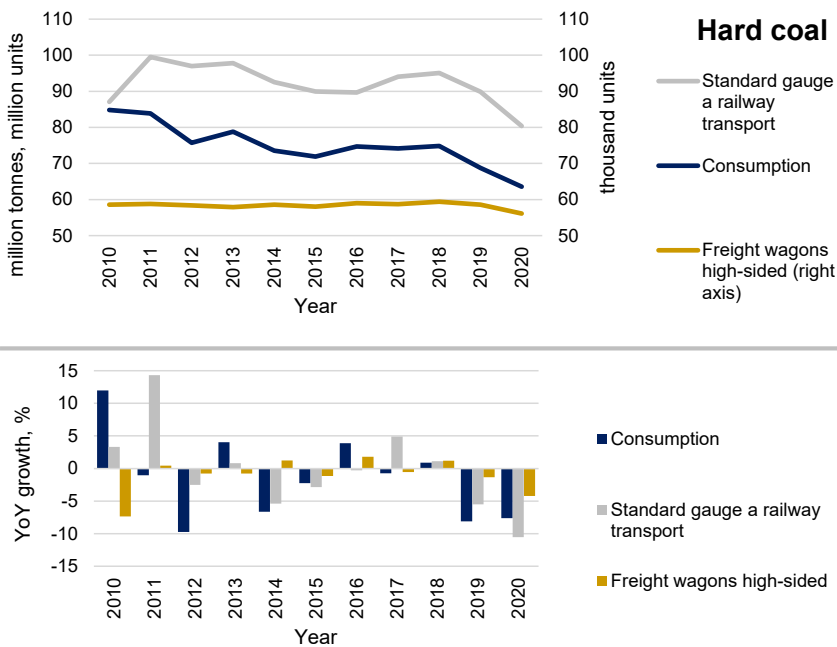 Hard coal
million tonnes, million units
110
100
90
80
70
60
50
110
100
90
80
70
60
50
thousand units
2010
2011
2012
2013
2014
2015
2016
2017
2018
2019
2020
Year
Standard gauge
a railway
transport
Consumption
Freight wagons
high-sided (right
axis)
YoY growth, %
15
10
5
0
-5
-10
-15
2010
2011
2012
2013
2014
2015
2016
2017
2018
2019
2020
Year
Consumption
Standard gauge a railway
transport
Freight wagons high-sided